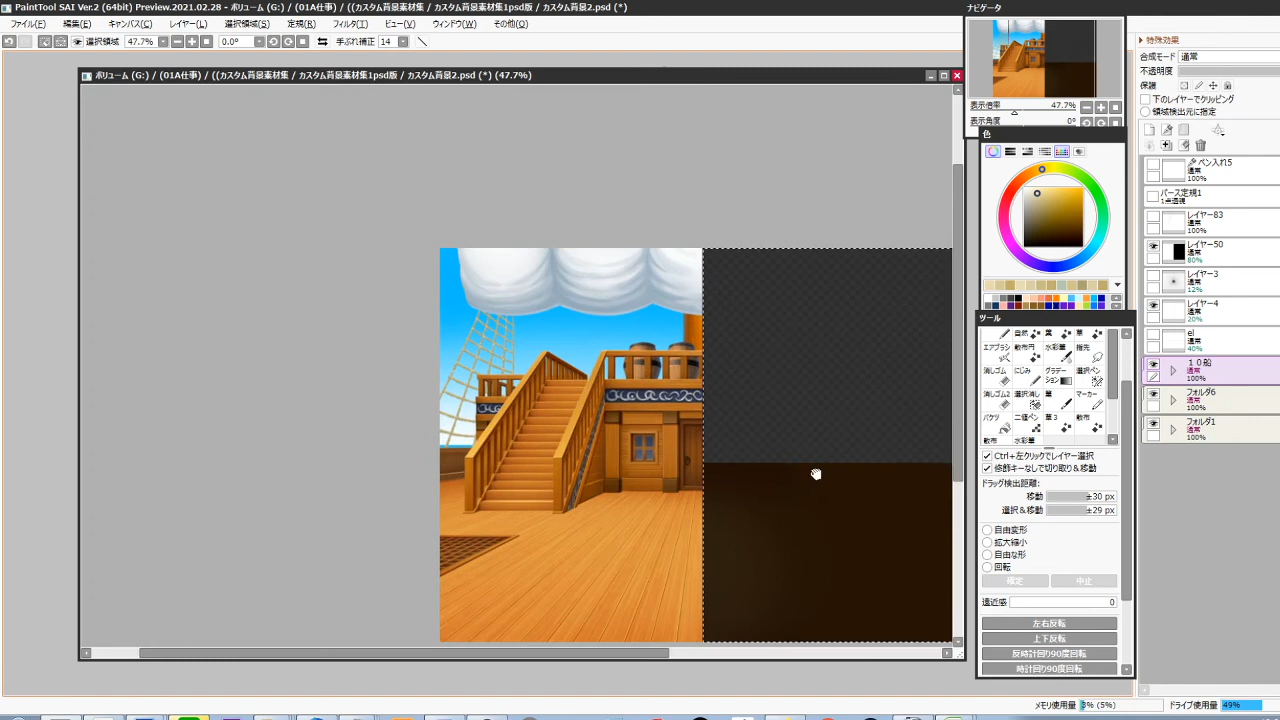 PaintTool SAI Ver.2 (64bit) Preview.2021.02.28 - ボリューム (G:) / (01A仕事) / ((カスタム背景素材集 / カスタム背景素材集1psd版 / カスタム背景2.psd (*)
ファイル(F) 編集(E) キャンバス(C) レイヤー(L) 選択領域(S) 定規(R) フィルタ(T) ビュー(V) ウィンドウ(W) その他(O)
選択領域 47.7% 0.0° 手ぶれ補正 14
ボリューム (G:) / (01A仕事) / ((カスタム背景素材集 / カスタム背景素材集1psd版 / カスタム背景2.psd (*) (47.7%)
ナビゲータ
表示倍率 47.7%
表示角度 0°
色
ツール
自然 葉 草
エアブラシ 散布円 水彩筆 指先
消しゴム にじみ グラデーション 選択ペン
消しゴム2 選択消し 筆 マーカー
バケツ 二値ペン 草3 散布
散布 水彩筆
Ctrl+左クリックでレイヤー選択
修飾キーなしで切り取り&移動
ドラッグ検出距離:
移動 ±30 px
選択&移動 ±29 px
自由変形
拡大縮小
自由な形
回転
確定 中止
遠近感 0
左右反転
上下反転
反時計回り90度回転
時計回り90度回転
特殊効果
合成モード 通常
不透明度
保護
下のレイヤーでクリッピング
領域検出元に指定
ペン入れ5
通常
100%
パース定規1
1点透視
レイヤー83
通常
100%
レイヤー50
通常
80%
レイヤー3
通常
12%
レイヤー4
通常
20%
el
通常
40%
10船
通常
100%
フォルダ6
通常
100%
フォルダ1
通常
100%
メモリ使用量 3% (5%) ドライブ使用量 49%